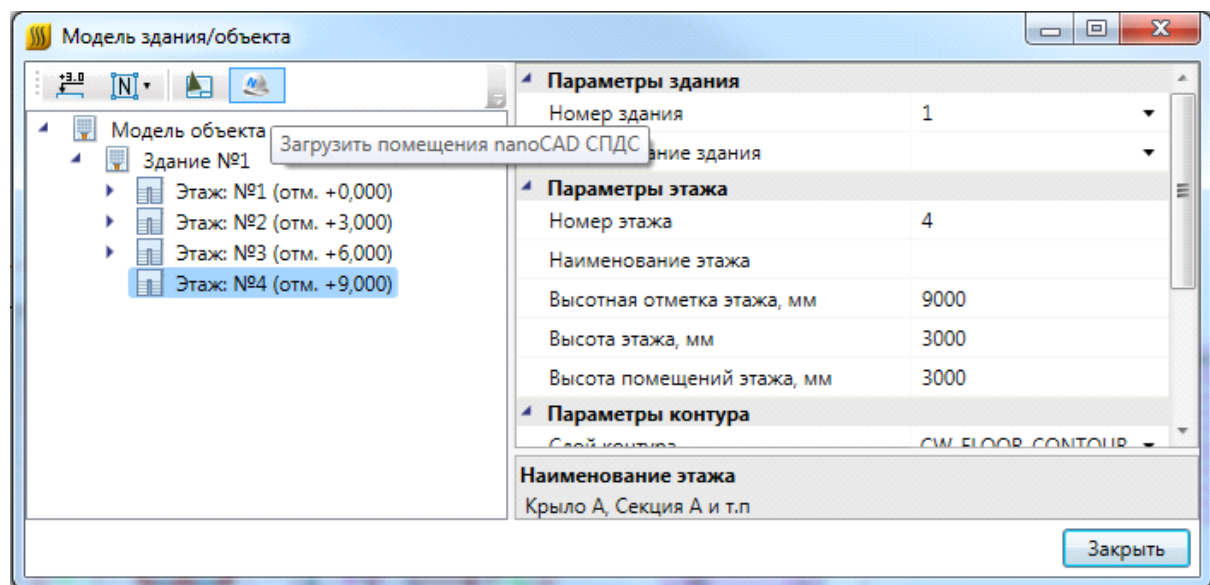 Модель здания/объекта
+3.0
N
Модель объекта
Загрузить помещения nanoCAD СПДС
Здание №1
Этаж: №1 (отм. +0,000)
Этаж: №2 (отм. +3,000)
Этаж: №3 (отм. +6,000)
Этаж: №4 (отм. +9,000)
Параметры здания
Номер здания 1
ание здания
Параметры этажа
Номер этажа 4
Наименование этажа
Высотная отметка этажа, мм 9000
Высота этажа, мм 3000
Высота помещений этажа, мм 3000
Параметры контура
Слой контура CW_FLOOR_CONTOUR
Наименование этажа
Крыло А, Секция А и т.п
Закрыть